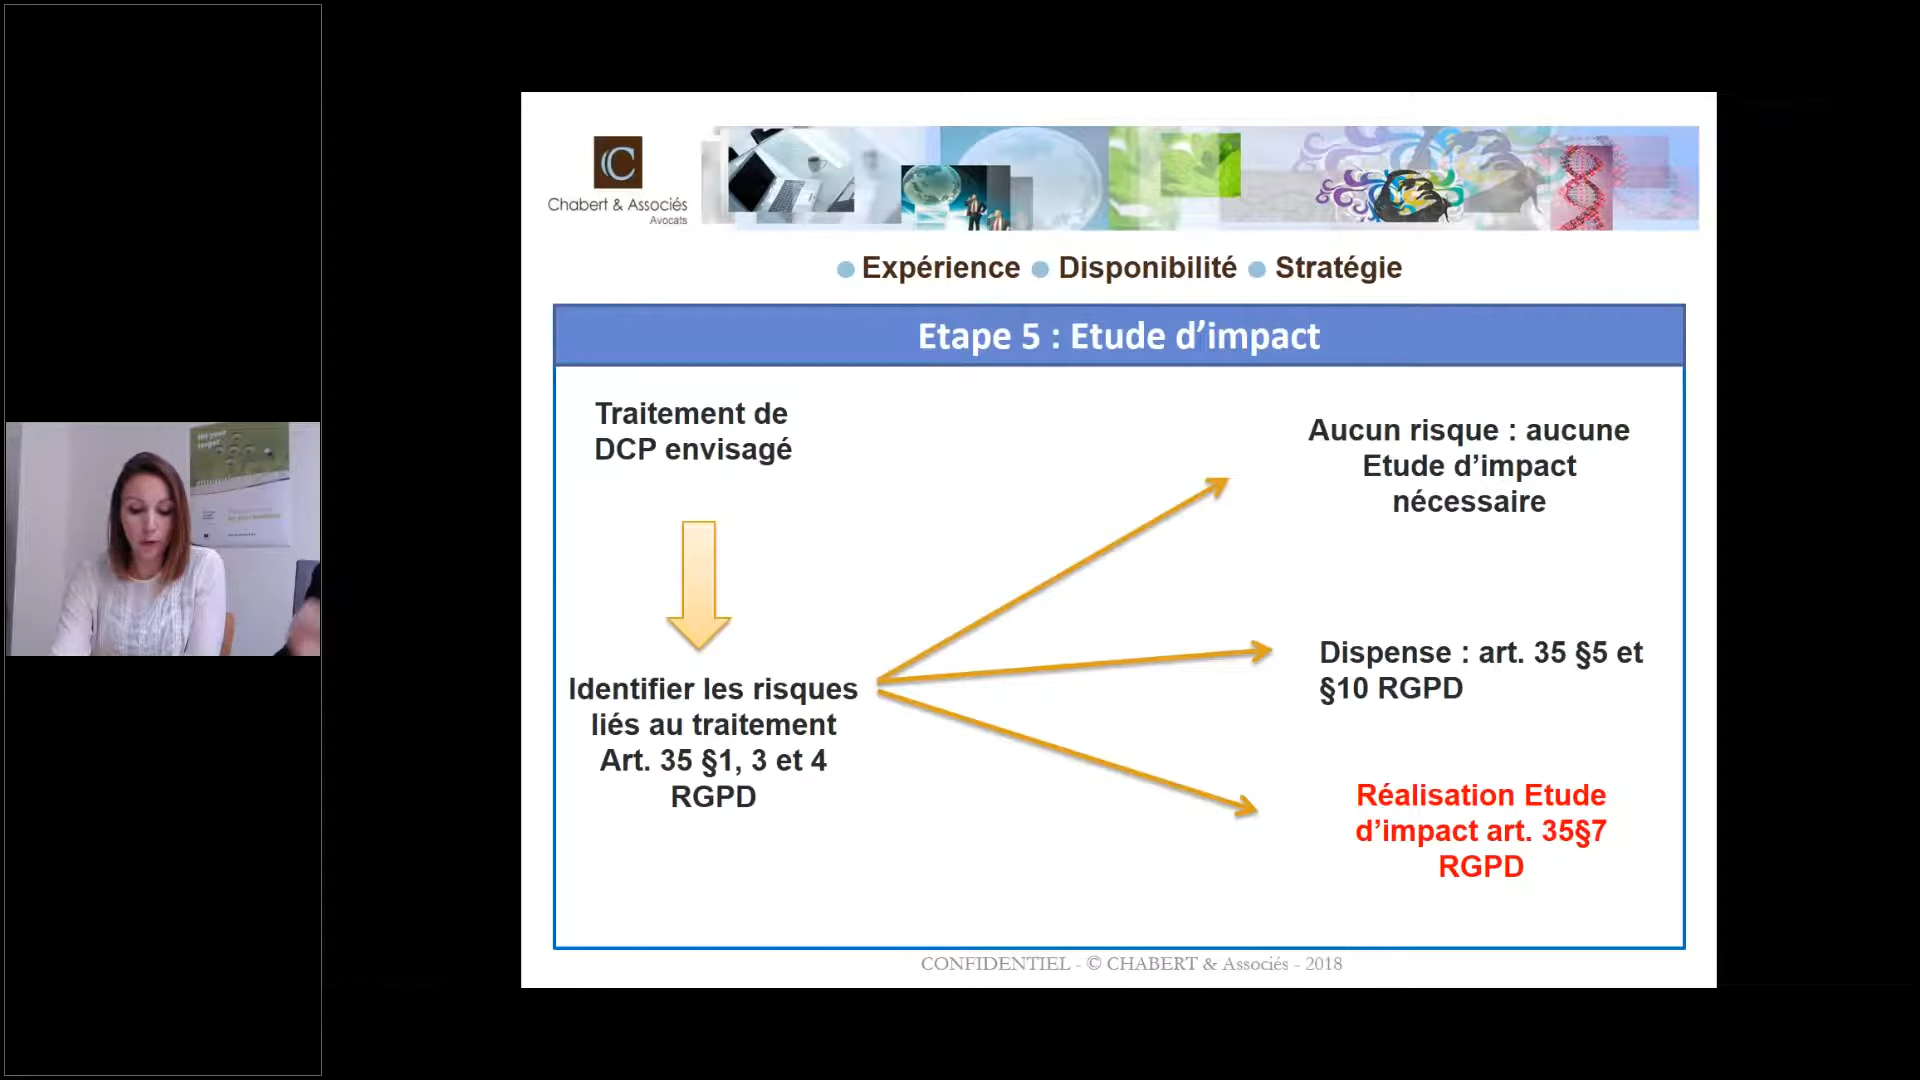 Chabert & Associés
Avocats
Expérience Disponibilité Stratégie
Etape 5 : Etude d’impact
Traitement de
DCP envisagé
Identifier les risques
liés au traitement
Art. 35 §1, 3 et 4
RGPD
Aucun risque : aucune
Etude d’impact
nécessaire
Dispense : art. 35 §5 et
§10 RGPD
Réalisation Etude
d’impact art. 35§7
RGPD
CONFIDENTIEL - © CHABERT & Associés - 2018